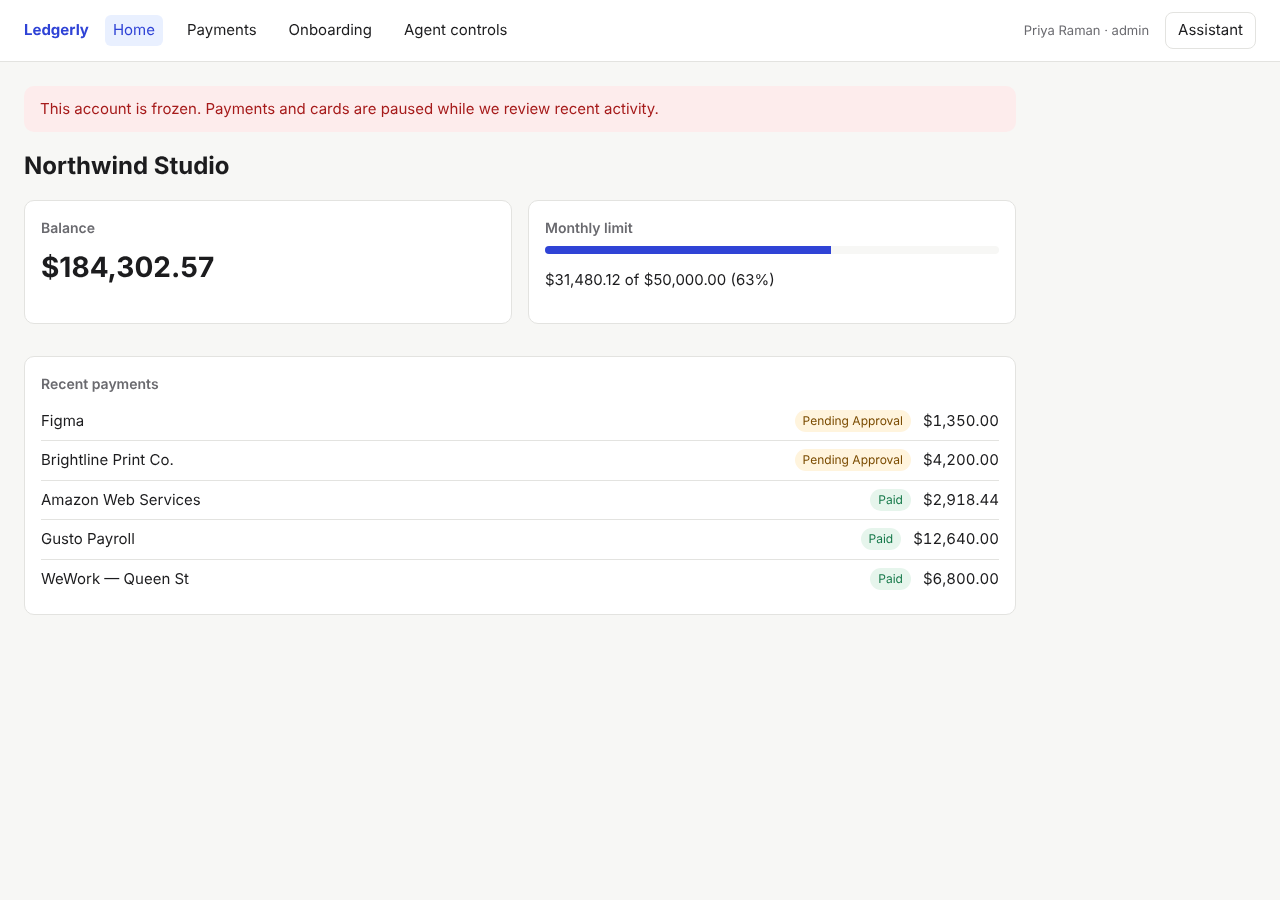 Ledgerly Home Payments Onboarding Agent controls Priya Raman · admin Assistant
This account is frozen. Payments and cards are paused while we review recent activity.
Northwind Studio
Balance
$184,302.57
Monthly limit
$31,480.12 of $50,000.00 (63%)
Recent payments
Figma Pending Approval $1,350.00
Brightline Print Co. Pending Approval $4,200.00
Amazon Web Services Paid $2,918.44
Gusto Payroll Paid $12,640.00
WeWork — Queen St Paid $6,800.00